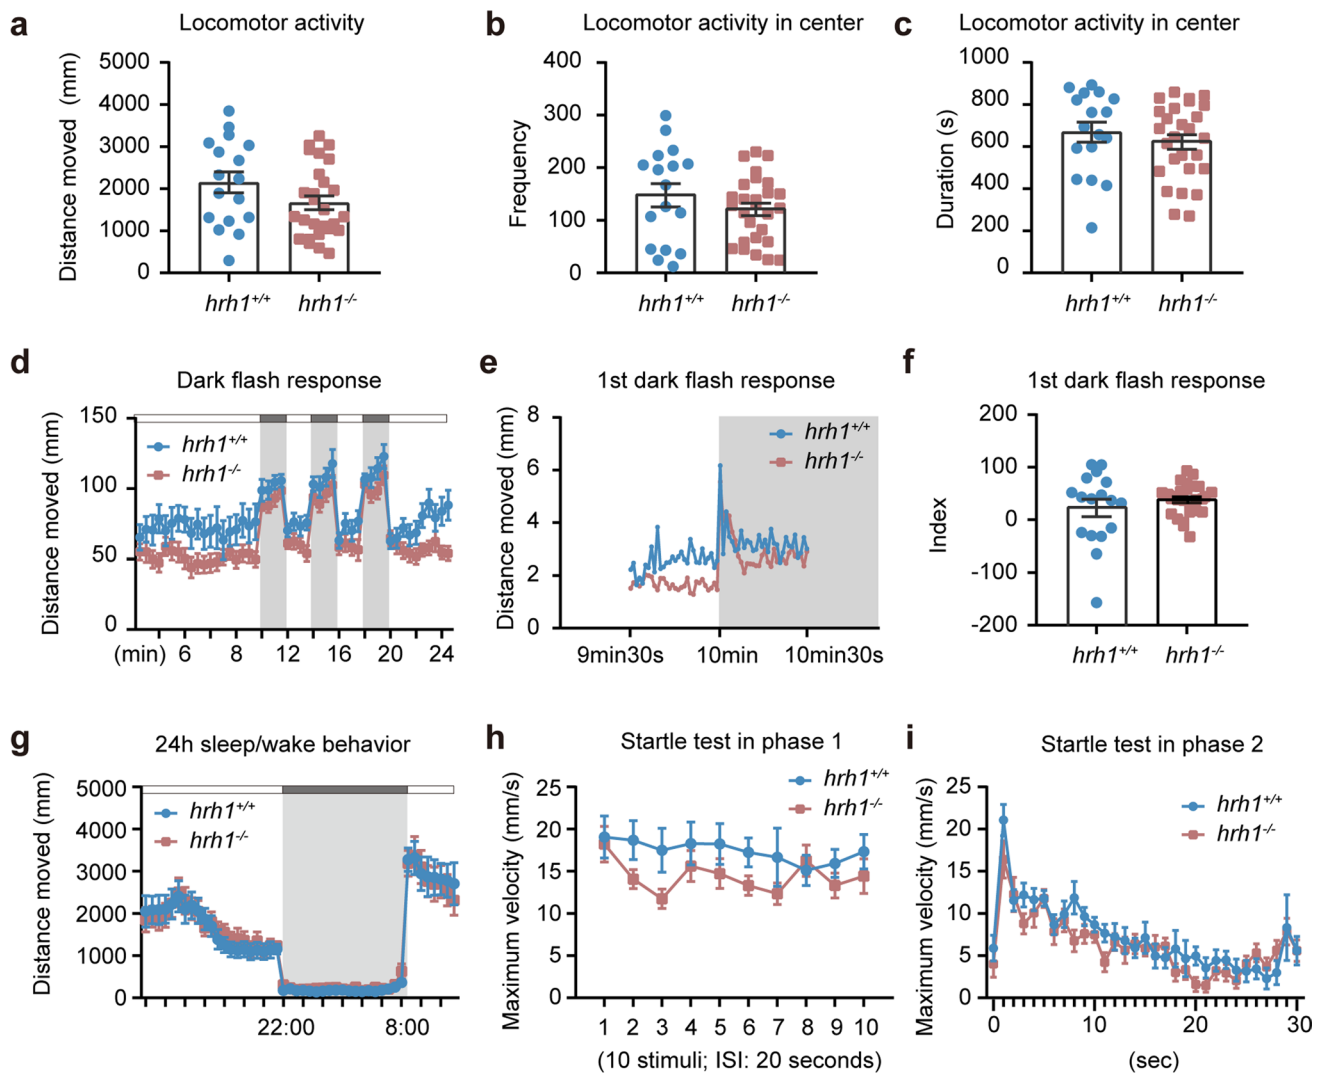 a
Locomotor activity
Distance moved (mm)
5000
4000
3000
2000
1000
0
hrh1+/+
hrh1-/-
b
Locomotor activity in center
Frequency
400
300
200
100
0
hrh1+/+
hrh1-/-
c
Locomotor activity in center
Duration (s)
1000
800
600
400
200
0
hrh1+/+
hrh1-/-
d
Dark flash response
Distance moved (mm)
150
100
50
0
hrh1+/+
hrh1-/-
(min) 6 8 12 16 20 24
e
1st dark flash response
Distance moved (mm)
8
6
4
2
0
hrh1+/+
hrh1-/-
9min30s 10min 10min30s
f
1st dark flash response
Index
200
100
0
-100
-200
hrh1+/+
hrh1-/-
g
24h sleep/wake behavior
Distance moved (mm)
5000
4000
3000
2000
1000
0
hrh1+/+
hrh1-/-
22:00 8:00
h
Startle test in phase 1
Maximum velocity (mm/s)
25
20
15
10
5
0
hrh1+/+
hrh1-/-
1 2 3 4 5 6 7 8 9 10
(10 stimuli; ISI: 20 seconds)
i
Startle test in phase 2
Maximum velocity (mm/s)
25
20
15
10
5
0
hrh1+/+
hrh1-/-
0 10 20 30
(sec)